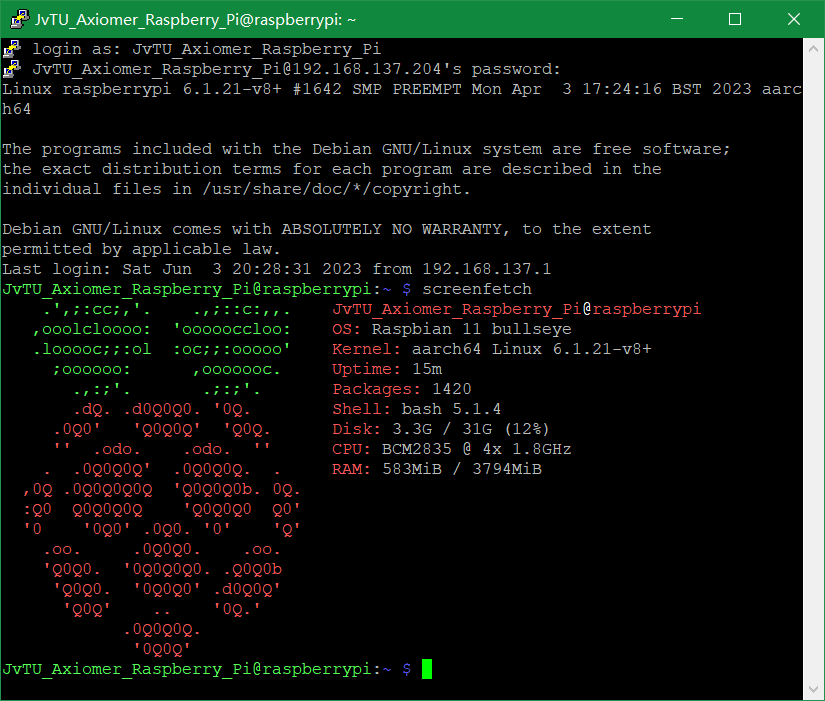 JvTU_Axiomer_Raspberry_Pi@raspberrypi: ~
login as: JvTU_Axiomer_Raspberry_Pi
JvTU_Axiomer_Raspberry_Pi@192.168.137.204's password:
Linux raspberrypi 6.1.21-v8+ #1642 SMP PREEMPT Mon Apr  3 17:24:16 BST 2023 aarc
h64
The programs included with the Debian GNU/Linux system are free software;
the exact distribution terms for each program are described in the
individual files in /usr/share/doc/*/copyright.
Debian GNU/Linux comes with ABSOLUTELY NO WARRANTY, to the extent
permitted by applicable law.
Last login: Sat Jun  3 20:28:31 2023 from 192.168.137.1
JvTU_Axiomer_Raspberry_Pi@raspberrypi:~ $ screenfetch
    .',;:cc;,'.    .,;::c:,,.    JvTU_Axiomer_Raspberry_Pi@raspberrypi
   ,ooolcloooo:  'oooooccloo:    OS: Raspbian 11 bullseye
   .looooc;;:ol  :oc;;:ooooo'    Kernel: aarch64 Linux 6.1.21-v8+
     ;oooooo:      ,ooooooc.     Uptime: 15m
       .,:;'.       .;:;'.       Packages: 1420
       .dQ. .d0Q0Q0. '0Q.        Shell: bash 5.1.4
     .0Q0'   'Q0Q0Q'  'Q0Q.      Disk: 3.3G / 31G (12%)
     ''  .odo.    .odo.  ''      CPU: BCM2835 @ 4x 1.8GHz
    .  .0Q0Q0Q'  .0Q0Q0Q.  .     RAM: 583MiB / 3794MiB
  ,0Q .0Q0Q0Q0Q  'Q0Q0Q0b. 0Q.
  :Q0  Q0Q0Q0Q    'Q0Q0Q0  Q0'
  '0    '0Q0' .0Q0. '0'    'Q'
    .oo.     .0Q0Q0.    .oo.
    'Q0Q0.  '0Q0Q0Q0. .Q0Q0b
     'Q0Q0.  '0Q0Q0' .d0Q0Q'
      'Q0Q'    ..    '0Q.'
            .0Q0Q0Q.
             '0Q0Q'
JvTU_Axiomer_Raspberry_Pi@raspberrypi:~ $